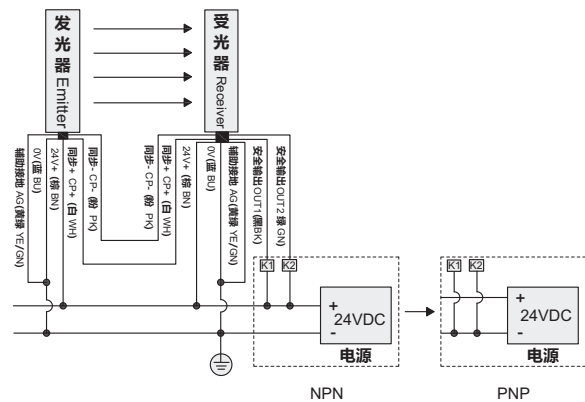 发光器 Emitter
受光器 Receiver
辅助接地 AG(黄绿 YE/GN)
0V(蓝 BU)
24V+ (棕 BN)
同步+ CP+ (白 WH)
同步- CP- (粉 PK)
同步- CP- (粉 PK)
同步+ CP+ (白 WH)
24V+ (棕 BN)
0V(蓝 BU)
辅助接地 AG(黄绿 YE/GN)
安全输出OUT1(黑BK)
安全输出OUT2 绿 GN)
K1
K2
+
24VDC
-
电源
NPN
K1
K2
+
24VDC
-
电源
PNP